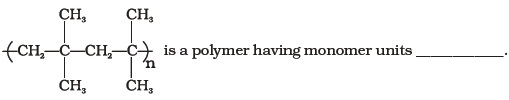 CH₃ CH₃
(CH₂—C—CH₂—C)n is a polymer having monomer units ____________.
CH₃ CH₃